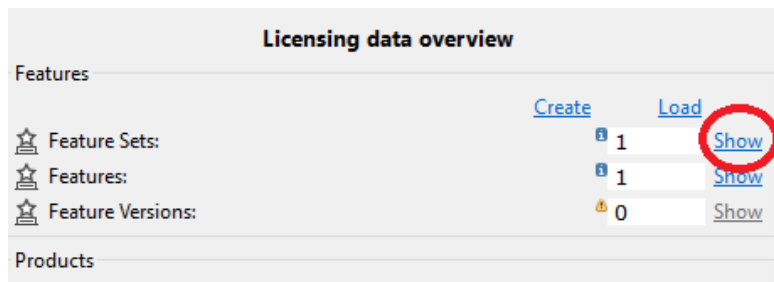 Licensing data overview
Features
Create Load
Feature Sets: 1 Show
Features: 1 Show
Feature Versions: 0 Show
Products